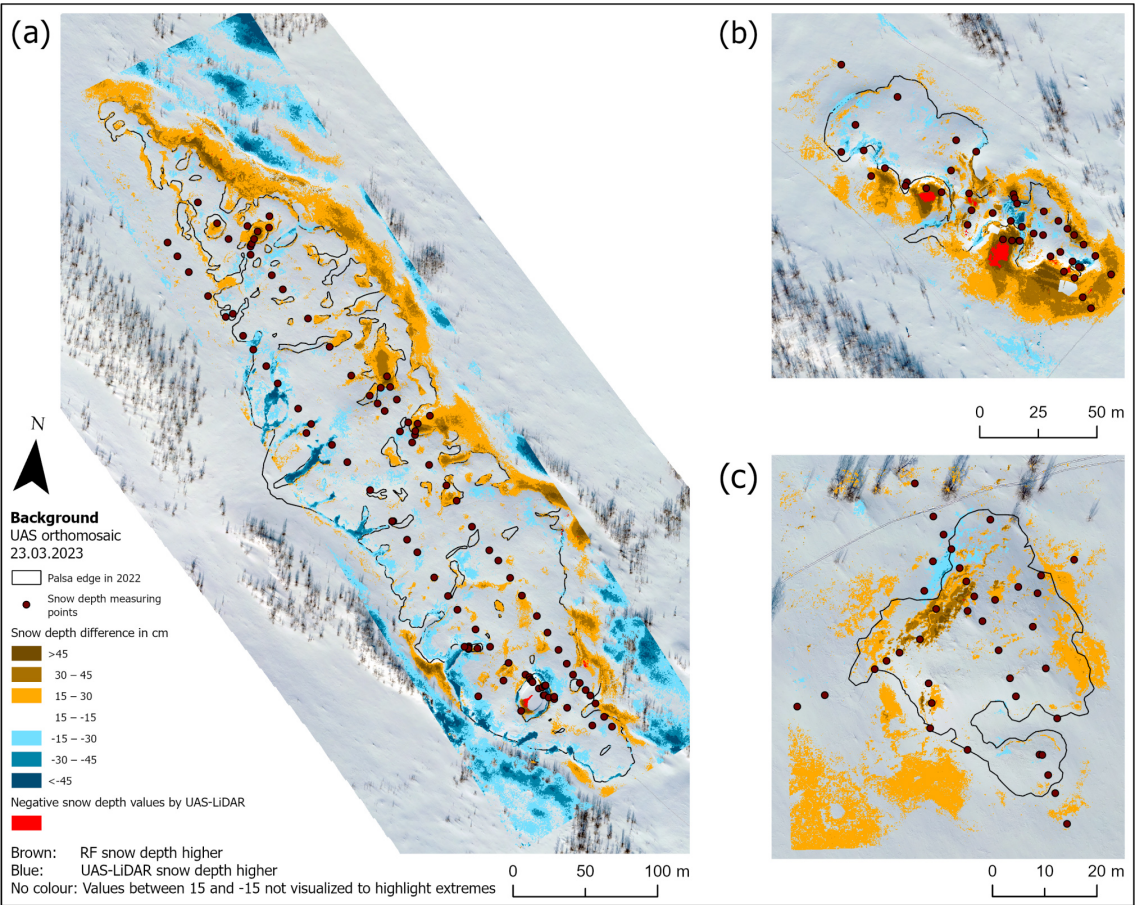 (a)
(b)
0 25 50 m
(c)
N
Background
UAS orthomosaic
23.03.2023
Palsa edge in 2022
Snow depth measuring
points
Snow depth difference in cm
>45
30 – 45
15 – 30
15 – -15
-15 – -30
-30 – -45
<-45
Negative snow depth values by UAS-LiDAR
Brown: RF snow depth higher
Blue: UAS-LiDAR snow depth higher
No colour: Values between 15 and -15 not visualized to highlight extremes
0 50 100 m
0 10 20 m